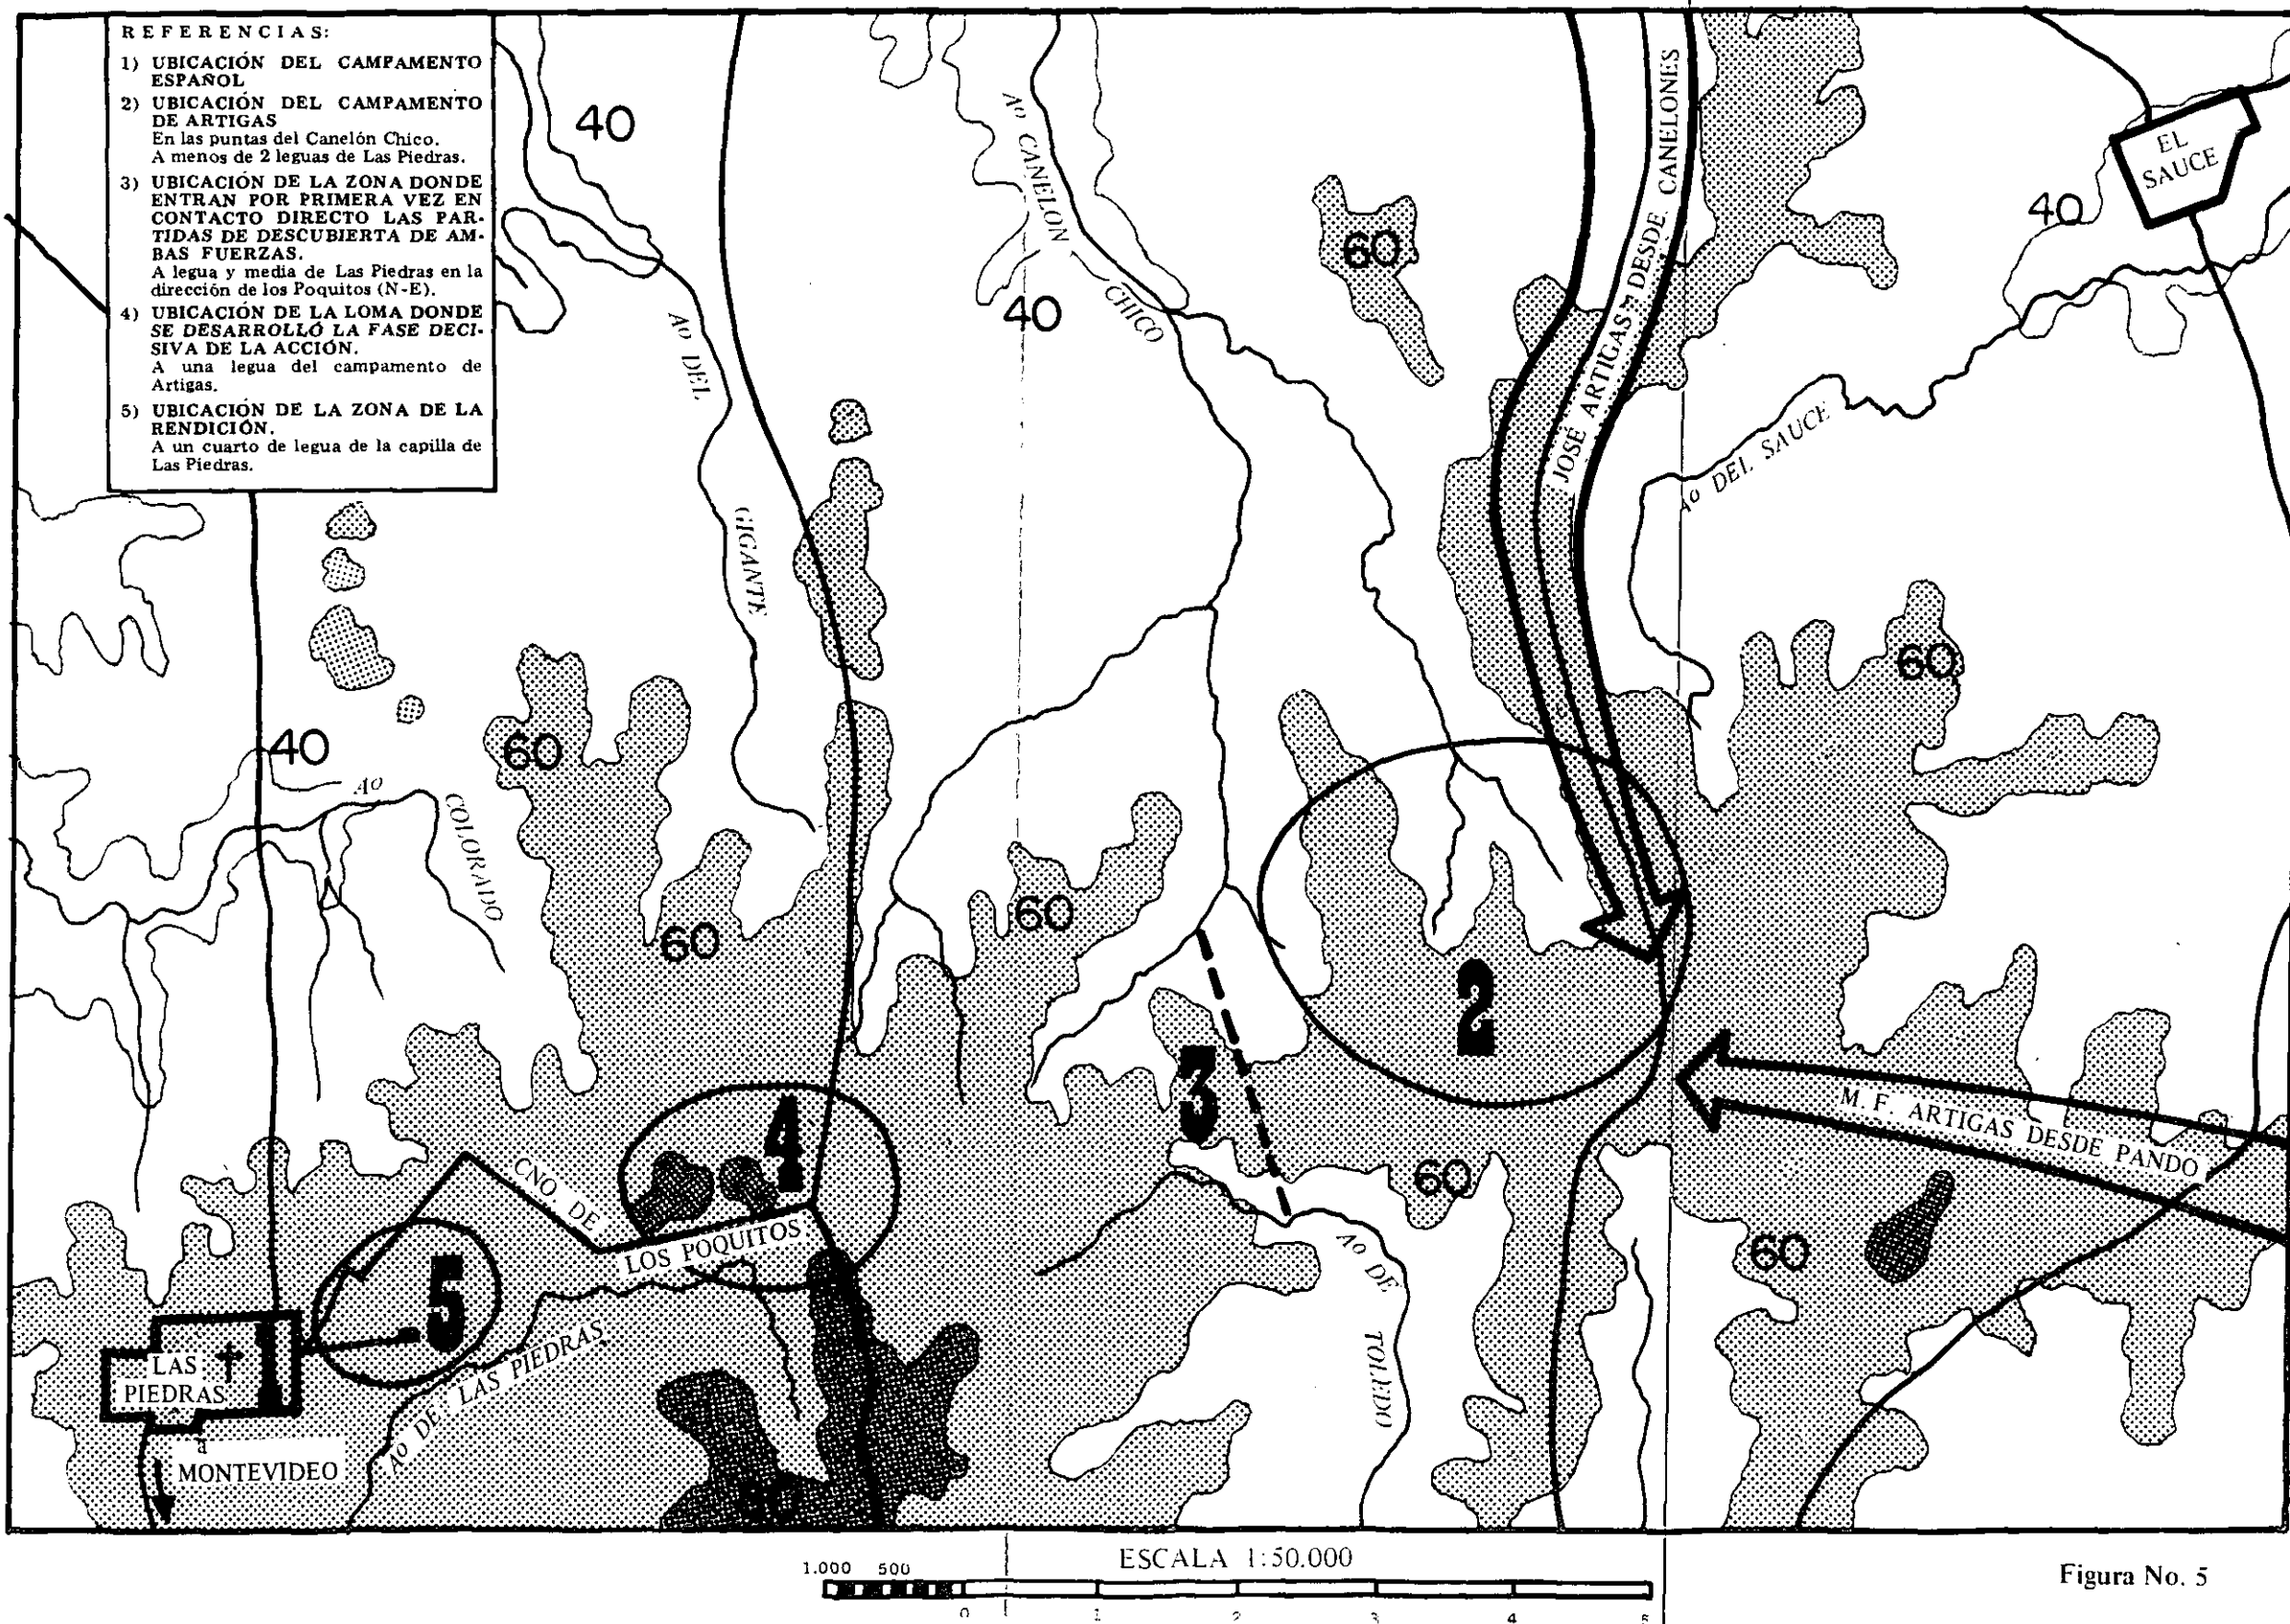 REFERENCIAS:
1) UBICACIÓN DEL CAMPAMENTO
ESPAÑOL
2) UBICACIÓN DEL CAMPAMENTO
DE ARTIGAS
En las puntas del Canelón Chico.
A menos de 2 leguas de Las Piedras.
3) UBICACIÓN DE LA ZONA DONDE
ENTRAN POR PRIMERA VEZ EN
CONTACTO DIRECTO LAS PAR-
TIDAS DE DESCUBIERTA DE AM-
BAS FUERZAS.
A legua y media de Las Piedras en la
dirección de los Poquitos (N-E).
4) UBICACIÓN DE LA LOMA DONDE
SE DESARROLLÓ LA FASE DECI-
SIVA DE LA ACCIÓN.
A una legua del campamento de
Artigas.
5) UBICACIÓN DE LA ZONA DE LA
RENDICIÓN.
A un cuarto de legua de la capilla de
Las Piedras.
40
Aº CANELON CHICO
40
60
JOSE ARTIGAS DESDE CANELONES
EL
SAUCE
40
Aº DEL SAUCE
Aº DEL GIGANTE
40
Aº COLORADO
60
60
60
60
2
3
4
5
M. F. ARTIGAS DESDE PANDO
60
60
CNO. DE
LOS POQUITOS
Aº DE TOLEDO
Aº DE LAS PIEDRAS
LAS
PIEDRAS
a
MONTEVIDEO
ESCALA 1:50.000
1.000 500
0 1 2 3 4 5
Figura No. 5